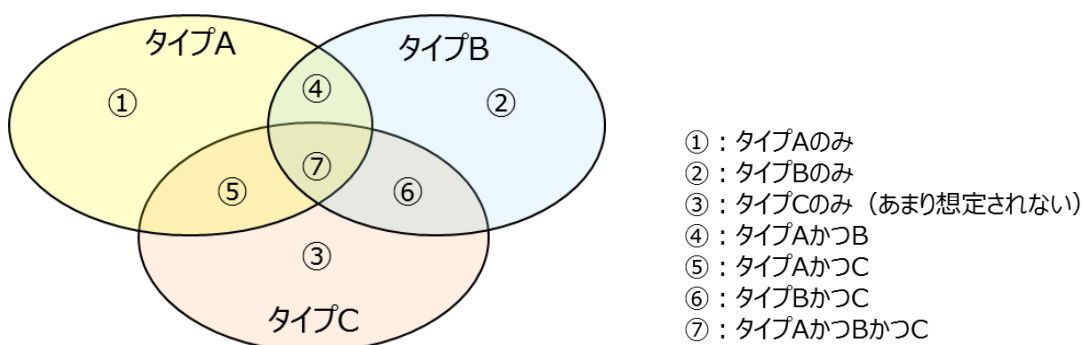 タイプA
タイプB
①
④
②
⑦
⑤
⑥
③
タイプC
①:タイプAのみ
②:タイプBのみ
③:タイプCのみ(あまり想定されない)
④:タイプAかつB
⑤:タイプAかつC
⑥:タイプBかつC
⑦:タイプAかつBかつC